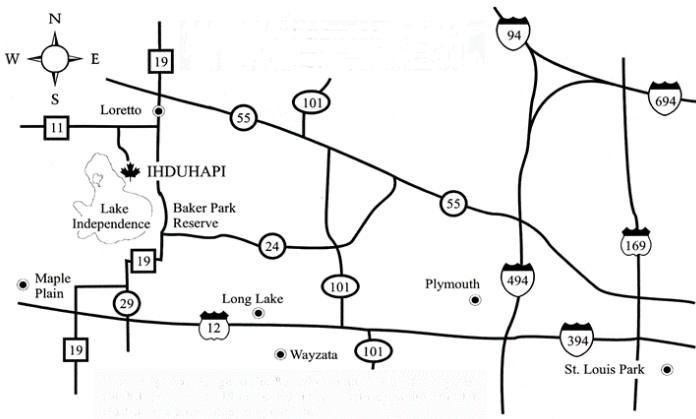 N
W E
S
19
94
694
101
55
Loretto
11
IHDUHAPI
Lake
Independence
Baker Park
Reserve
55
24
169
19
Maple
Plain
29
101
494
Plymouth
Long Lake
12
394
19
Wayzata
101
St. Louis Park